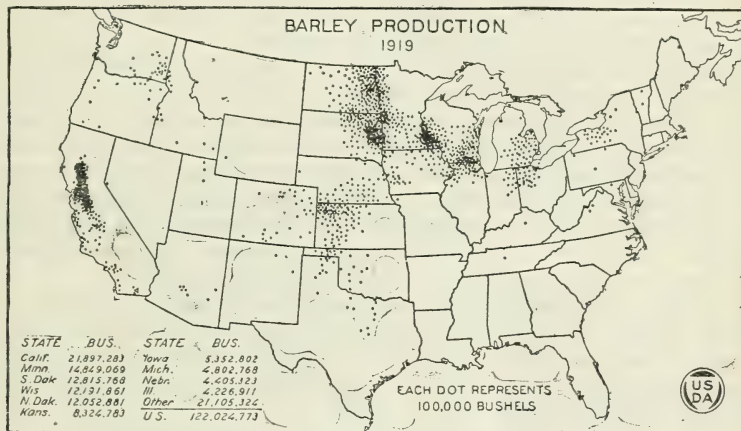 BARLEY PRODUCTION
1919
STATE BUS. STATE BUS.
Calif. 21,897,283 Iowa 5,352,802
Minn. 14,849,069 Mich. 4,802,768
S. Dak. 12,815,768 Nebr. 4,405,323
Wis 12,191,861 Ill 4,226,911
N. Dak. 12,052,881 Other 21,105,324
Kans. 8,324,783 U.S. 122,024,773
EACH DOT REPRESENTS
100,000 BUSHELS
US
DA